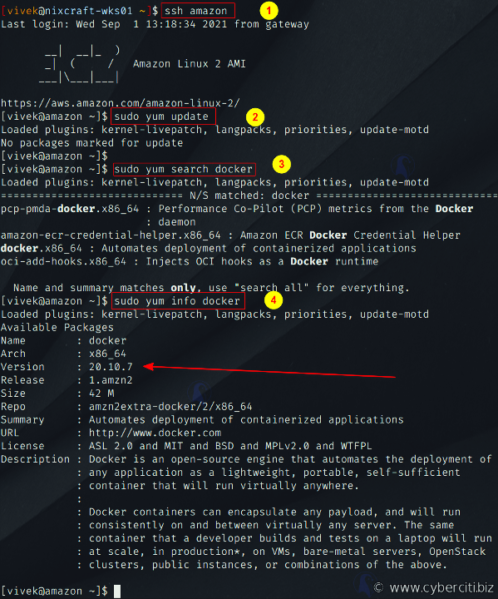 [vivek@nixcraft-wks01 ~]$ ssh amazon 1
Last login: Wed Sep  1 13:18:34 2021 from gateway
       __|  __|_  )
       _|  (     /   Amazon Linux 2 AMI
      ___|\___|___|
https://aws.amazon.com/amazon-linux-2/
[vivek@amazon ~]$ sudo yum update 2
Loaded plugins: kernel-livepatch, langpacks, priorities, update-motd
No packages marked for update
[vivek@amazon ~]$
[vivek@amazon ~]$ sudo yum search docker 3
Loaded plugins: kernel-livepatch, langpacks, priorities, update-motd
========================== N/S matched: docker ==========================
pcp-pmda-docker.x86_64 : Performance Co-Pilot (PCP) metrics from the Docker
                       : daemon
amazon-ecr-credential-helper.x86_64 : Amazon ECR Docker Credential Helper
docker.x86_64 : Automates deployment of containerized applications
oci-add-hooks.x86_64 : Injects OCI hooks as a Docker runtime
  Name and summary matches only, use "search all" for everything.
[vivek@amazon ~]$ sudo yum info docker 4
Loaded plugins: kernel-livepatch, langpacks, priorities, update-motd
Available Packages
Name        : docker
Arch        : x86_64
Version     : 20.10.7
Release     : 1.amzn2
Size        : 42 M
Repo        : amzn2extra-docker/2/x86_64
Summary     : Automates deployment of containerized applications
URL         : http://www.docker.com
License     : ASL 2.0 and MIT and BSD and MPLv2.0 and WTFPL
Description : Docker is an open-source engine that automates the deployment of
            : any application as a lightweight, portable, self-sufficient
            : container that will run virtually anywhere.
            :
            : Docker containers can encapsulate any payload, and will run
            : consistently on and between virtually any server. The same
            : container that a developer builds and tests on a laptop will run
            : at scale, in production*, on VMs, bare-metal servers, OpenStack
            : clusters, public instances, or combinations of the above.
[vivek@amazon ~]$
© www.cyberciti.biz